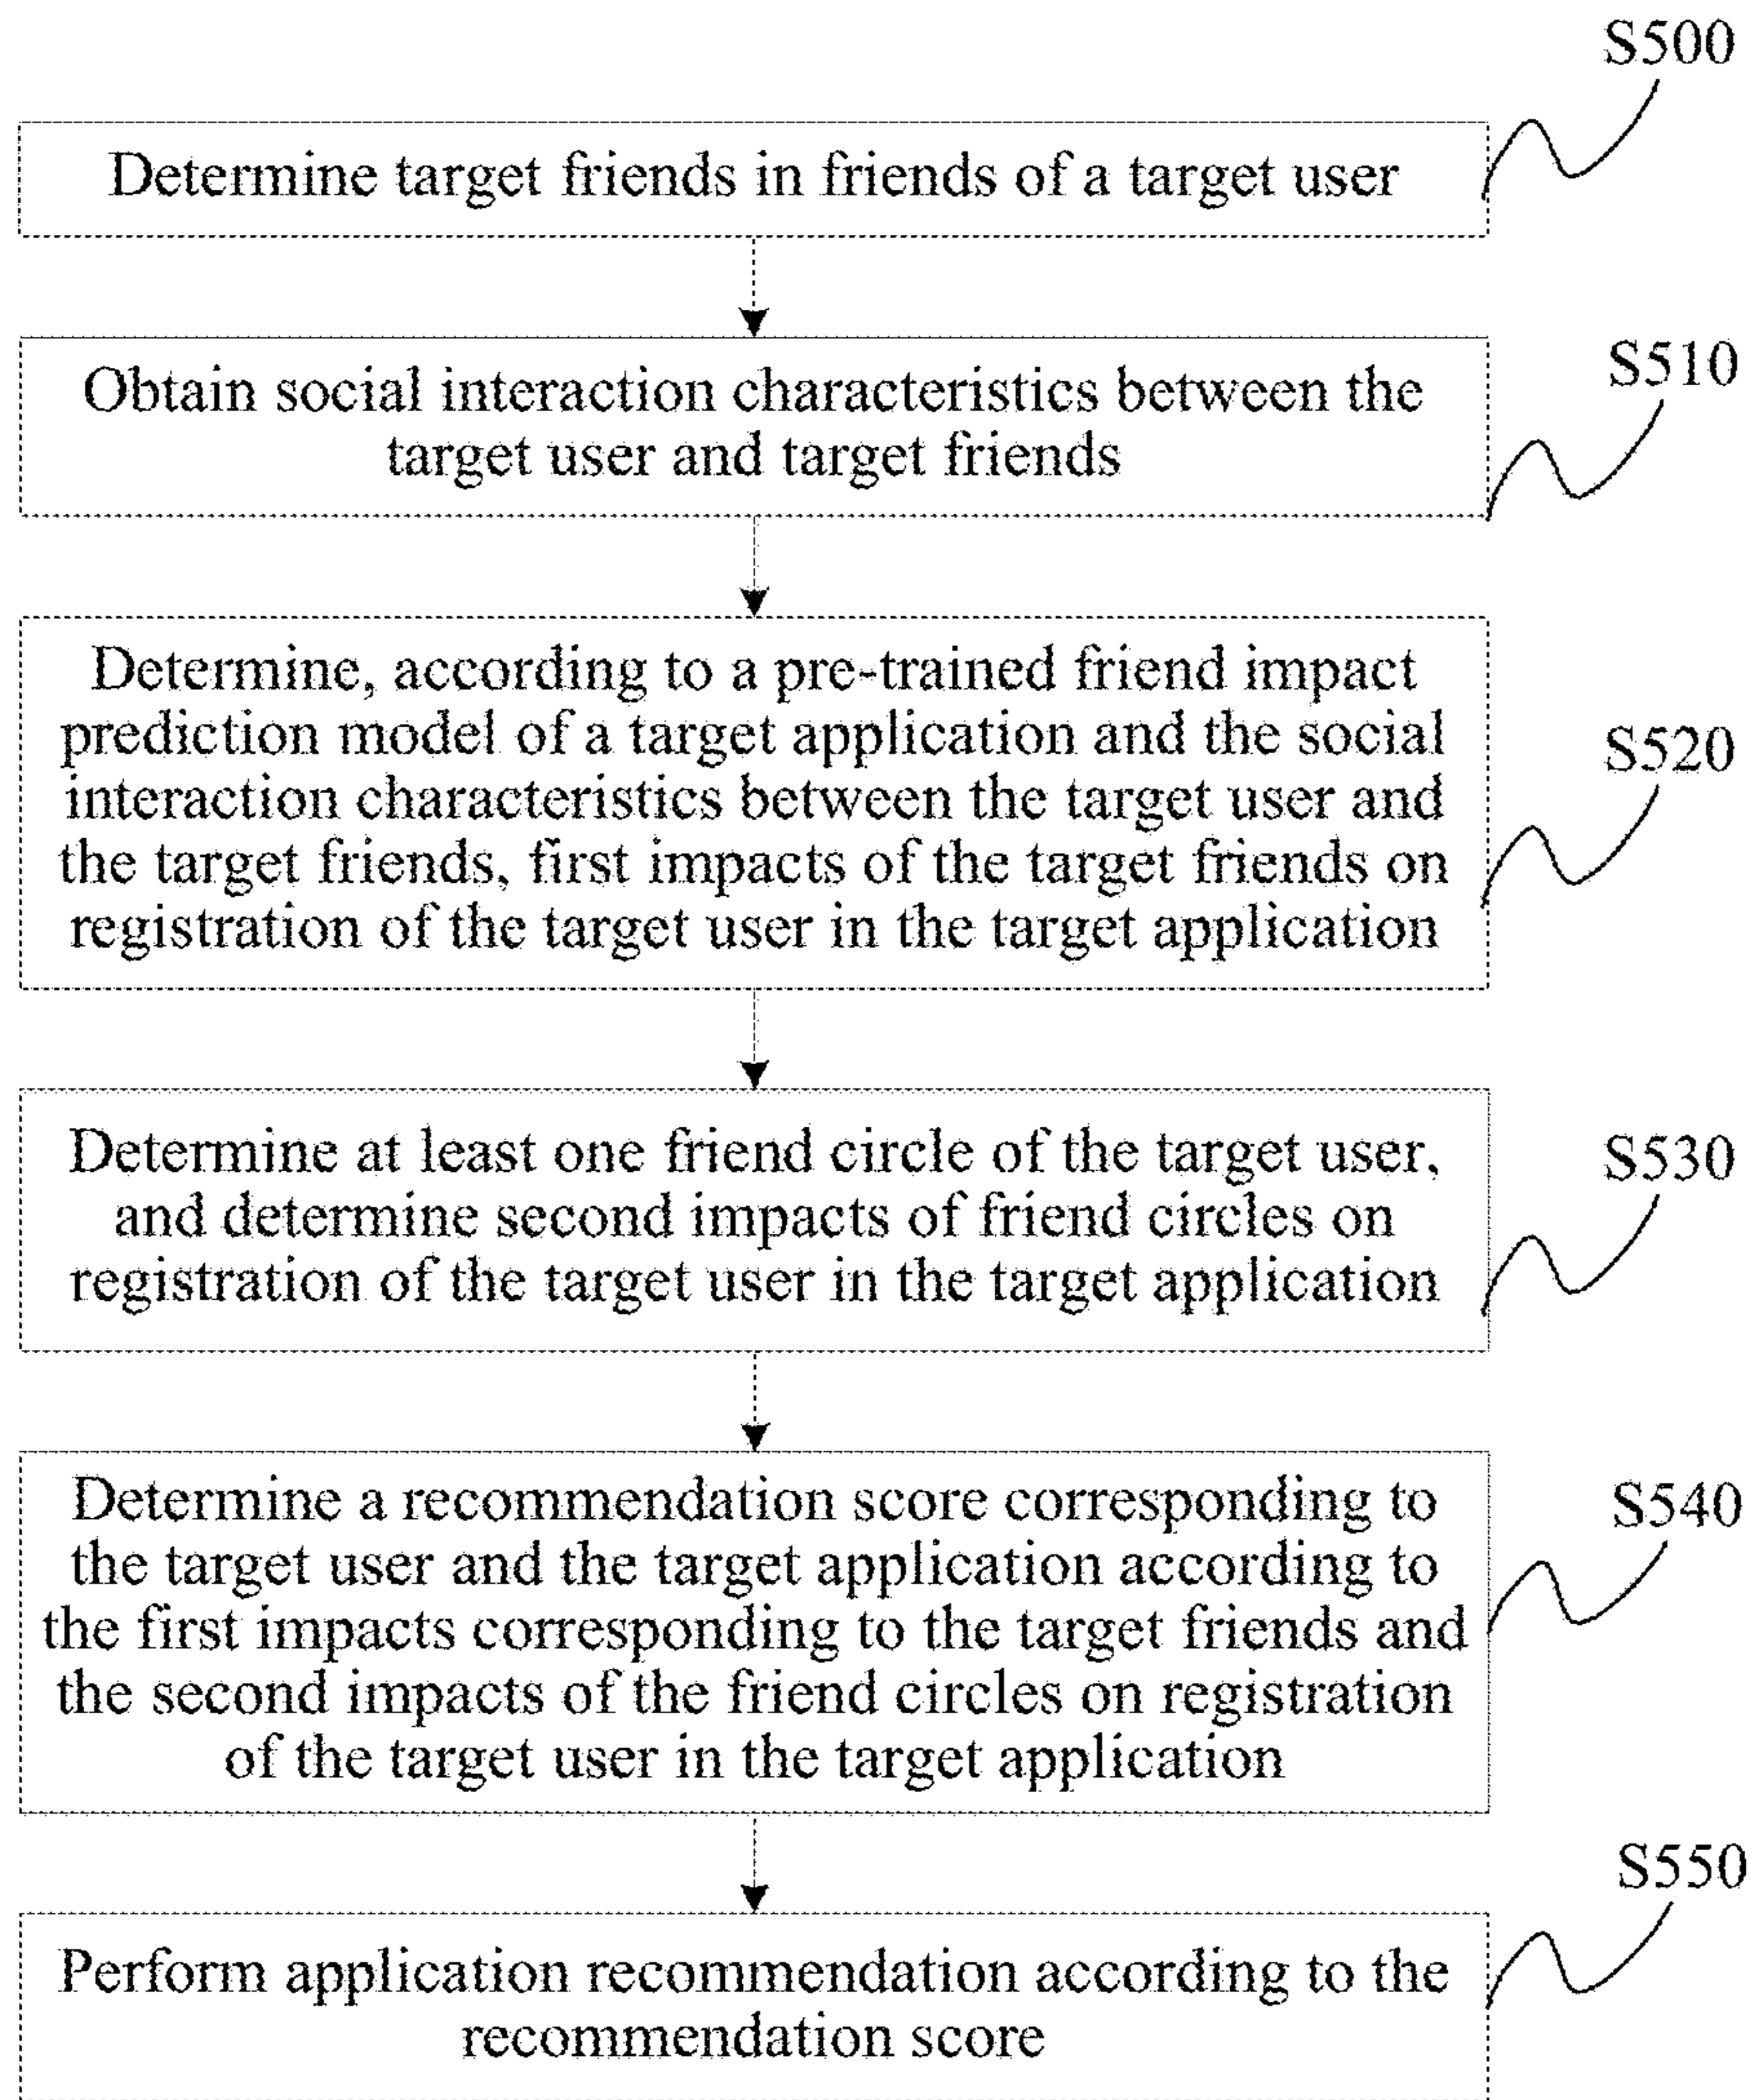 S500
Determine target friends in friends of a target user
S510
Obtain social interaction characteristics between the
target user and target friends
S520
Determine, according to a pre-trained friend impact
prediction model of a target application and the social
interaction characteristics between the target user and
the target friends, first impacts of the target friends on
registration of the target user in the target application
S530
Determine at least one friend circle of the target user,
and determine second impacts of friend circles on
registration of the target user in the target application
S540
Determine a recommendation score corresponding to
the target user and the target application according to
the first impacts corresponding to the target friends and
the second impacts of the friend circles on registration
of the target user in the target application
S550
Perform application recommendation according to the
recommendation score